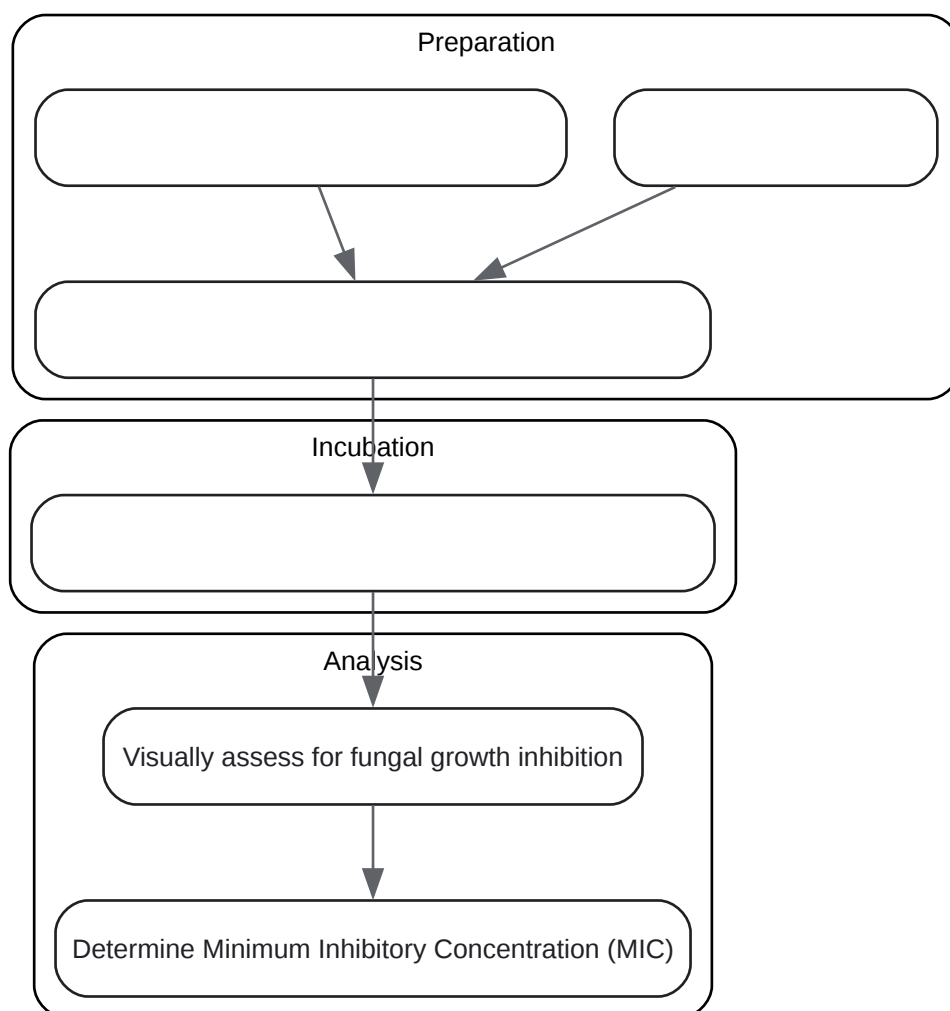 Preparation
Incubation
Analysis
Visually assess for fungal growth inhibition
Determine Minimum Inhibitory Concentration (MIC)